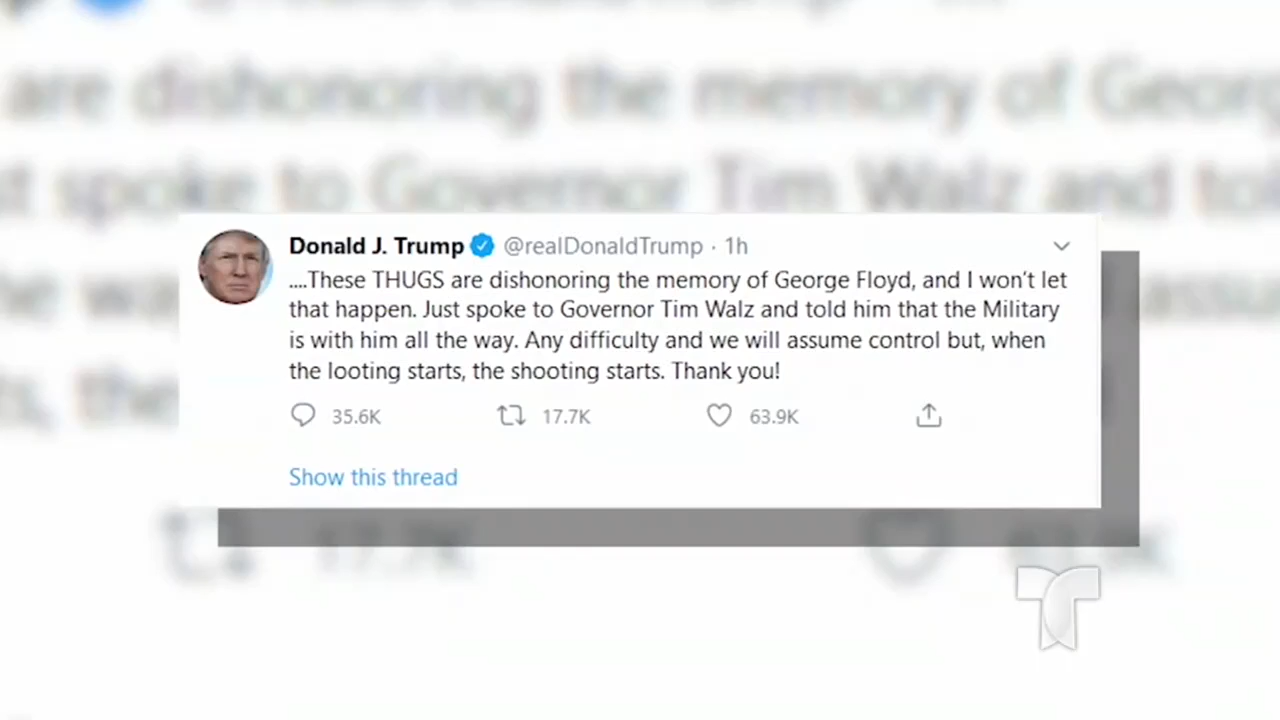 are dishonoring the memory of Georg
spoke to Governor Tim Walz and tol
Donald J. Trump @realDonaldTrump · 1h
....These THUGS are dishonoring the memory of George Floyd, and I won't let
that happen. Just spoke to Governor Tim Walz and told him that the Military
is with him all the way. Any difficulty and we will assume control but, when
the looting starts, the shooting starts. Thank you!
35.6K 17.7K 63.9K
Show this thread
17.7K